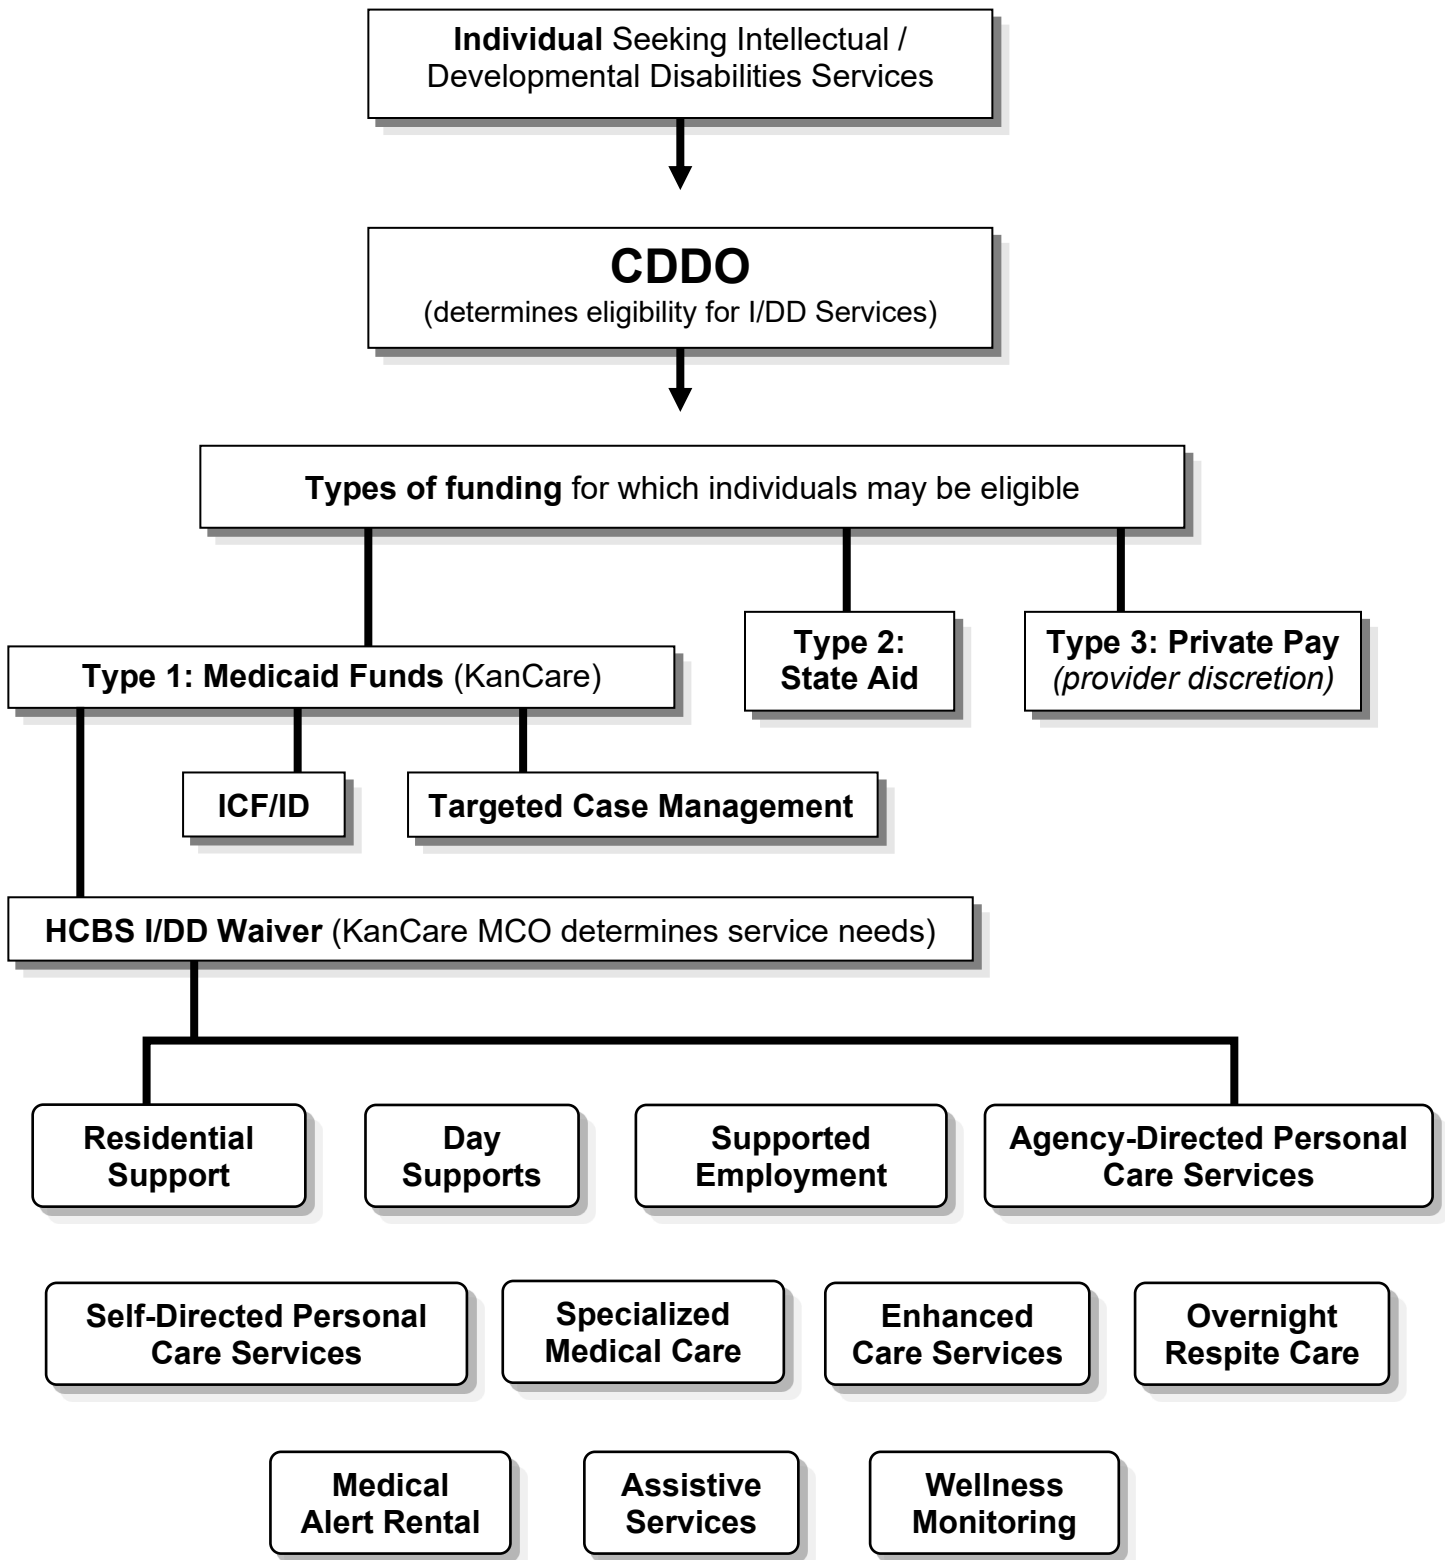 Individual Seeking Intellectual /
Developmental Disabilities Services
CDDO
(determines eligibility for I/DD Services)
Types of funding for which individuals may be eligible
Type 1: Medicaid Funds (KanCare)
Type 2:
State Aid
Type 3: Private Pay
(provider discretion)
ICF/ID
Targeted Case Management
HCBS I/DD Waiver (KanCare MCO determines service needs)
Residential
Support
Day
Supports
Supported
Employment
Agency-Directed Personal
Care Services
Self-Directed Personal
Care Services
Specialized
Medical Care
Enhanced
Care Services
Overnight
Respite Care
Medical
Alert Rental
Assistive
Services
Wellness
Monitoring